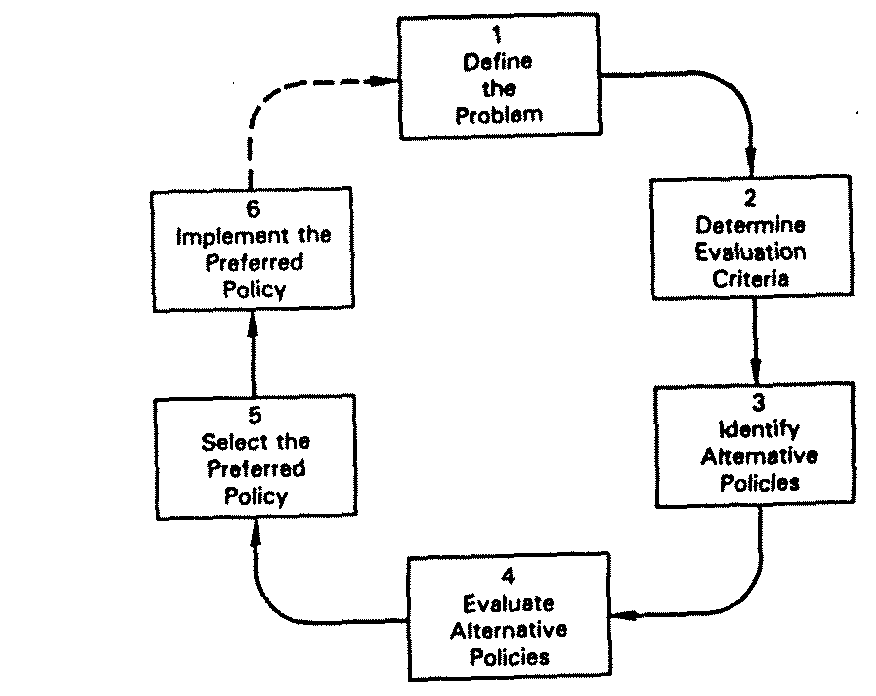 1
Define
the
Problem
2
Determine
Evaluation
Criteria
3
Identify
Alternative
Policies
4
Evaluate
Alternative
Policies
5
Select the
Preferred
Policy
6
Implement the
Preferred
Policy